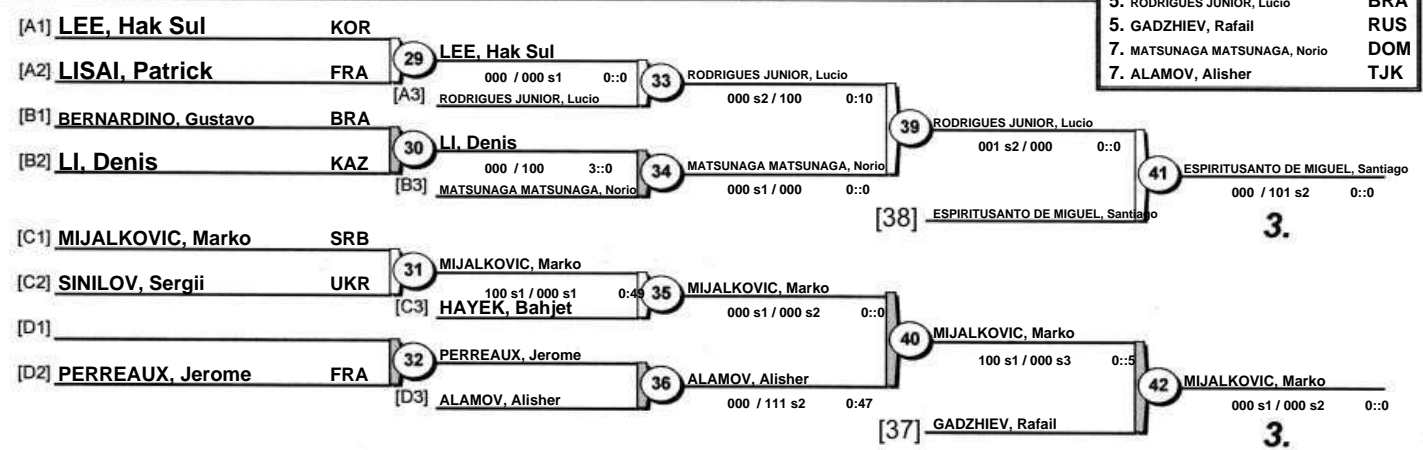 5. RODRIGUES JUNIOR, Lucio BRA
5. GADZHIEV, Rafail RUS
7. MATSUNAGA MATSUNAGA, Norio DOM
7. ALAMOV, Alisher TJK
[A1] LEE, Hak Sul KOR
29 LEE, Hak Sul
[A2] LISAI, Patrick FRA
000 / 000 s1 0::0
33 RODRIGUES JUNIOR, Lucio
[A3] RODRIGUES JUNIOR, Lucio
000 s2 / 100 0:10
[B1] BERNARDINO, Gustavo BRA
39 RODRIGUES JUNIOR, Lucio
30 LI, Denis
001 s2 / 000 0::0
[B2] LI, Denis KAZ
000 / 100 3::0
34 MATSUNAGA MATSUNAGA, Norio
41 ESPIRITUSANTO DE MIGUEL, Santiago
[B3] MATSUNAGA MATSUNAGA, Norio
000 s1 / 000 0::0
000 / 101 s2 0::0
[38] ESPIRITUSANTO DE MIGUEL, Santiago
3.
[C1] MIJALKOVIC, Marko SRB
31 MIJALKOVIC, Marko
[C2] SINILOV, Sergii UKR
100 s1 / 000 s1 0:49
35 MIJALKOVIC, Marko
[C3] HAYEK, Bahjet
000 s1 / 000 s2 0::0
[D1]
40 MIJALKOVIC, Marko
32 PERREAUX, Jerome
100 s1 / 000 s3 0::5
[D2] PERREAUX, Jerome FRA
36 ALAMOV, Alisher
42 MIJALKOVIC, Marko
[D3] ALAMOV, Alisher
000 / 111 s2 0:47
000 s1 / 000 s2 0::0
[37] GADZHIEV, Rafail
3.